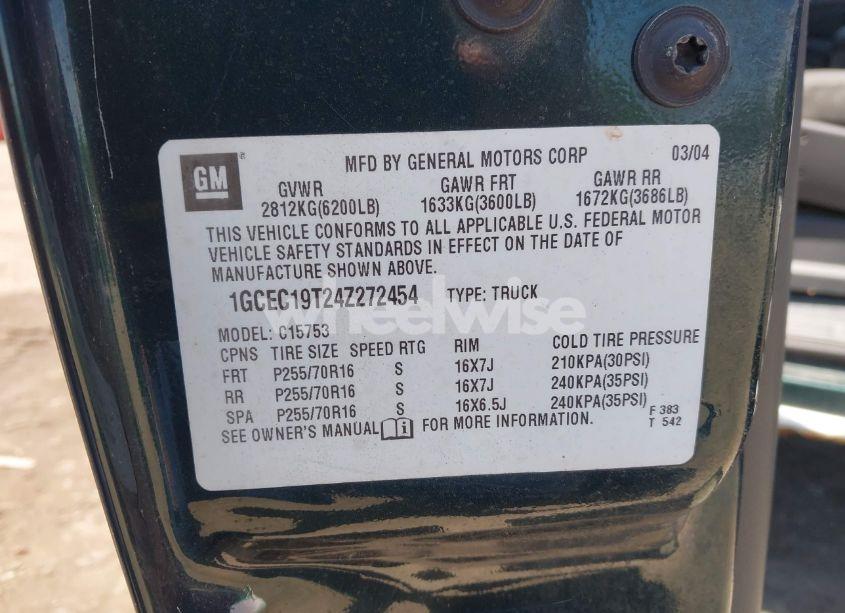 GM
MFD BY GENERAL MOTORS CORP 03/04
GVWR GAWR FRT GAWR RR
2812KG(6200LB) 1633KG(3600LB) 1672KG(3686LB)
THIS VEHICLE CONFORMS TO ALL APPLICABLE U.S. FEDERAL MOTOR
VEHICLE SAFETY STANDARDS IN EFFECT ON THE DATE OF
MANUFACTURE SHOWN ABOVE.
1GCEC19T24Z272454 TYPE: TRUCK
wheelwise
MODEL: C15753
CPNS TIRE SIZE SPEED RTG RIM COLD TIRE PRESSURE
FRT P255/70R16 S 16X7J 210KPA(30PSI)
RR P255/70R16 S 16X7J 240KPA(35PSI)
SPA P255/70R16 S 16X6.5J 240KPA(35PSI)
SEE OWNER'S MANUAL FOR MORE INFORMATION.
F 383
T 542